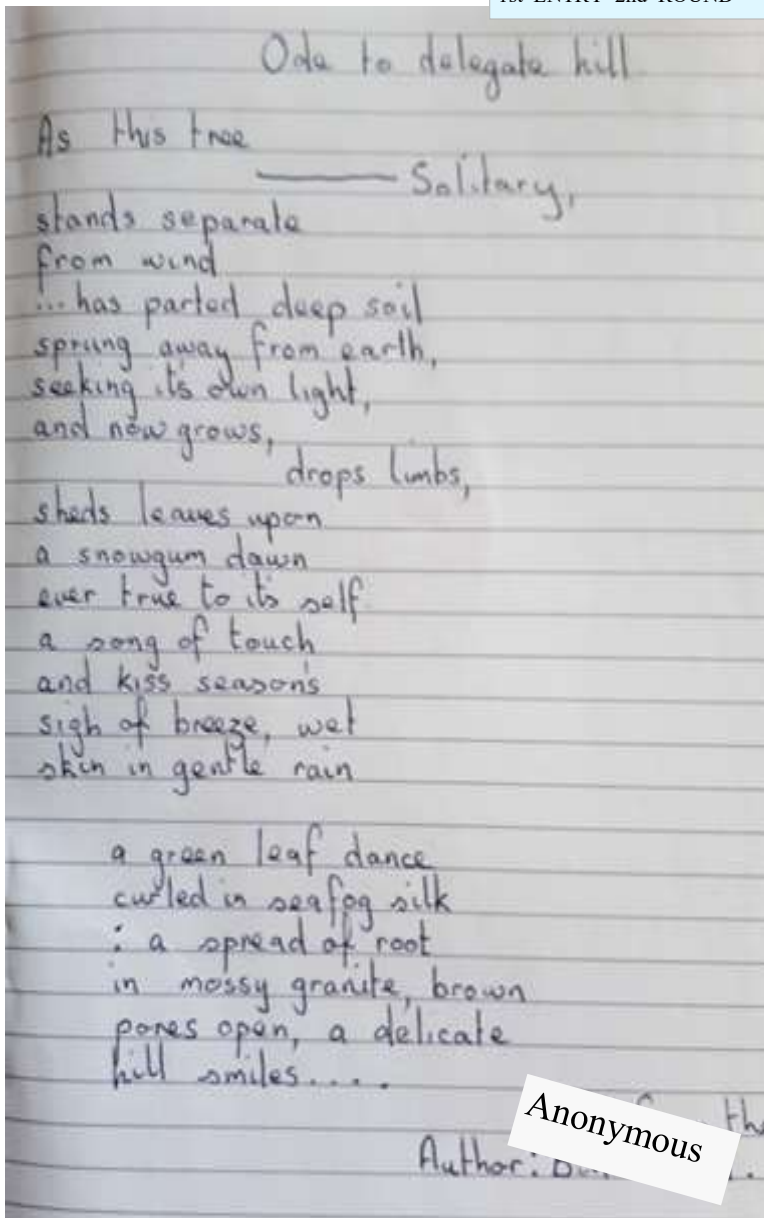 1st ENTRY 2nd ROUND
Ode to delegate hill
As this tree
——— Solitary,
stands separate
from wind
...has parted deep soil
sprung away from earth,
seeking it's own light,
and now grows,
drops limbs,
sheds leaves upon
a snowgum dawn
ever true to it's self
a song of touch
and kiss season's
sigh of breeze, wet
skin in gentle rain
a green leaf dance
curled in seafog silk
: a spread of root
in mossy granite, brown
pores open, a delicate
hill smiles....
Anonymous
Author: